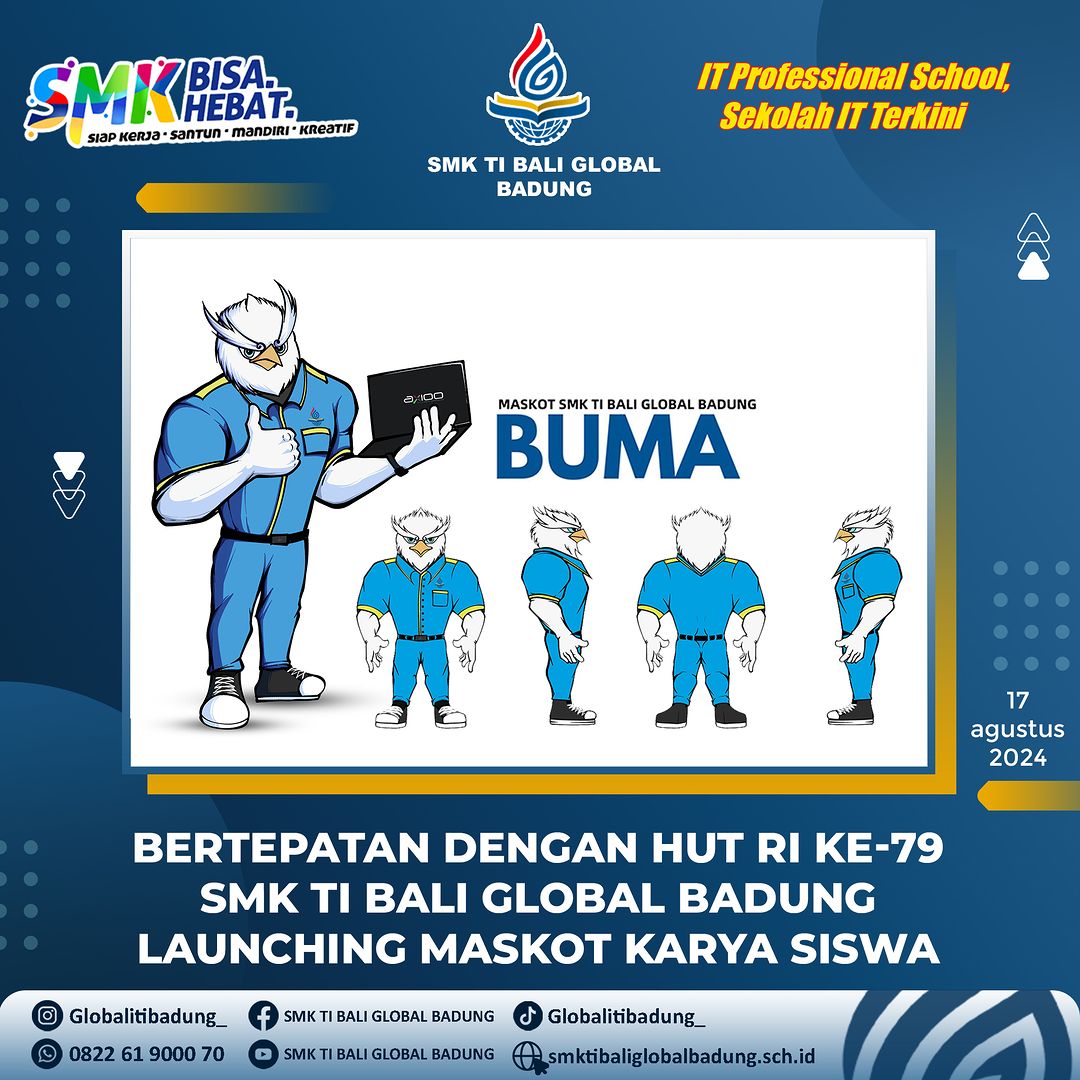 SMK BISA.
HEBAT.
SIAP KERJA • SANTUN • MANDIRI • KREATIF
SMK TI BALI GLOBAL
BADUNG
IT Professional School,
Sekolah IT Terkini
axioo
MASKOT SMK TI BALI GLOBAL BADUNG
BUMA
17
agustus
2024
BERTEPATAN DENGAN HUT RI KE-79
SMK TI BALI GLOBAL BADUNG
LAUNCHING MASKOT KARYA SISWA
Globalitibadung_
SMK TI BALI GLOBAL BADUNG
Globalitibadung_
0822 61 9000 70
SMK TI BALI GLOBAL BADUNG
smktibaliglobalbadung.sch.id